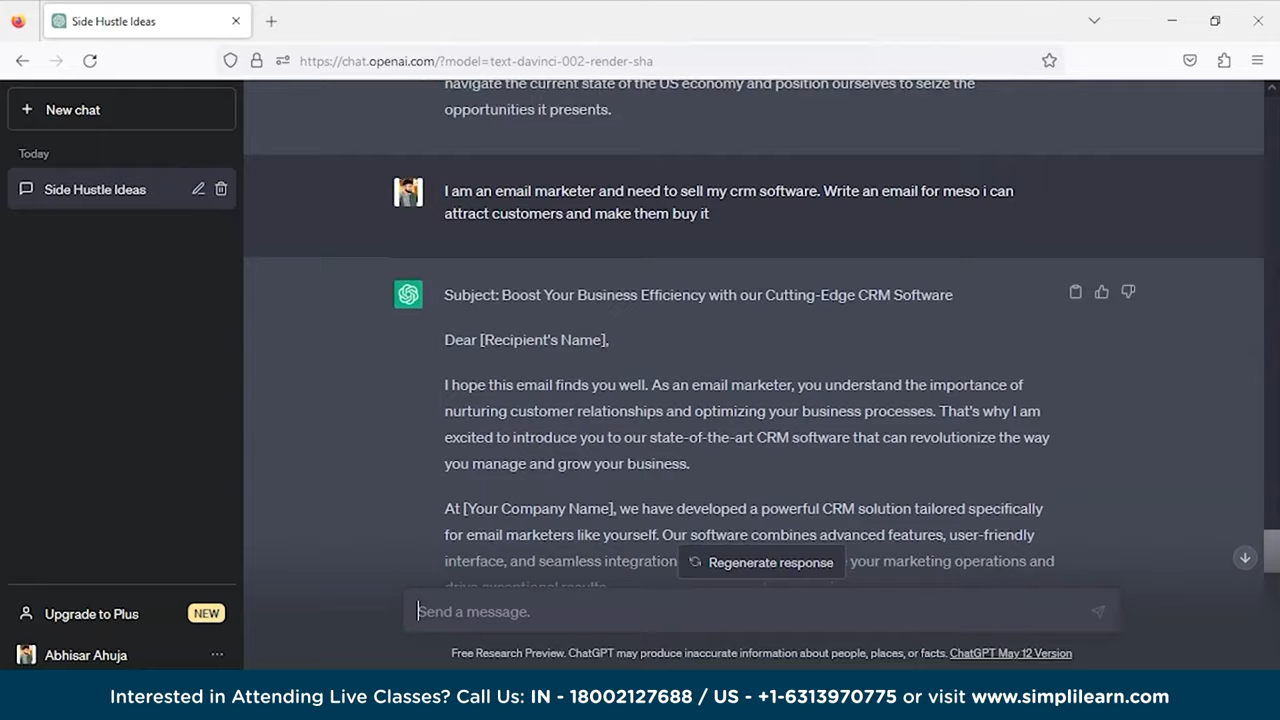 Side Hustle Ideas
https://chat.openai.com/?model=text-davinci-002-render-sha
New chat
Today
Side Hustle Ideas
navigate the current state of the US economy and position ourselves to seize the
opportunities it presents.
I am an email marketer and need to sell my crm software. Write an email for meso i can
attract customers and make them buy it
Subject: Boost Your Business Efficiency with our Cutting-Edge CRM Software
Dear [Recipient's Name],
I hope this email finds you well. As an email marketer, you understand the importance of
nurturing customer relationships and optimizing your business processes. That's why I am
excited to introduce you to our state-of-the-art CRM software that can revolutionize the way
you manage and grow your business.
At [Your Company Name], we have developed a powerful CRM solution tailored specifically
for email marketers like yourself. Our software combines advanced features, user-friendly
interface, and seamless integration your marketing operations and
drive exceptional results.
Regenerate response
Send a message.
Free Research Preview. ChatGPT may produce inaccurate information about people, places, or facts. ChatGPT May 12 Version
Upgrade to Plus NEW
Abhisar Ahuja
Interested in Attending Live Classes? Call Us: IN - 18002127688 / US - +1-6313970775 or visit www.simplilearn.com